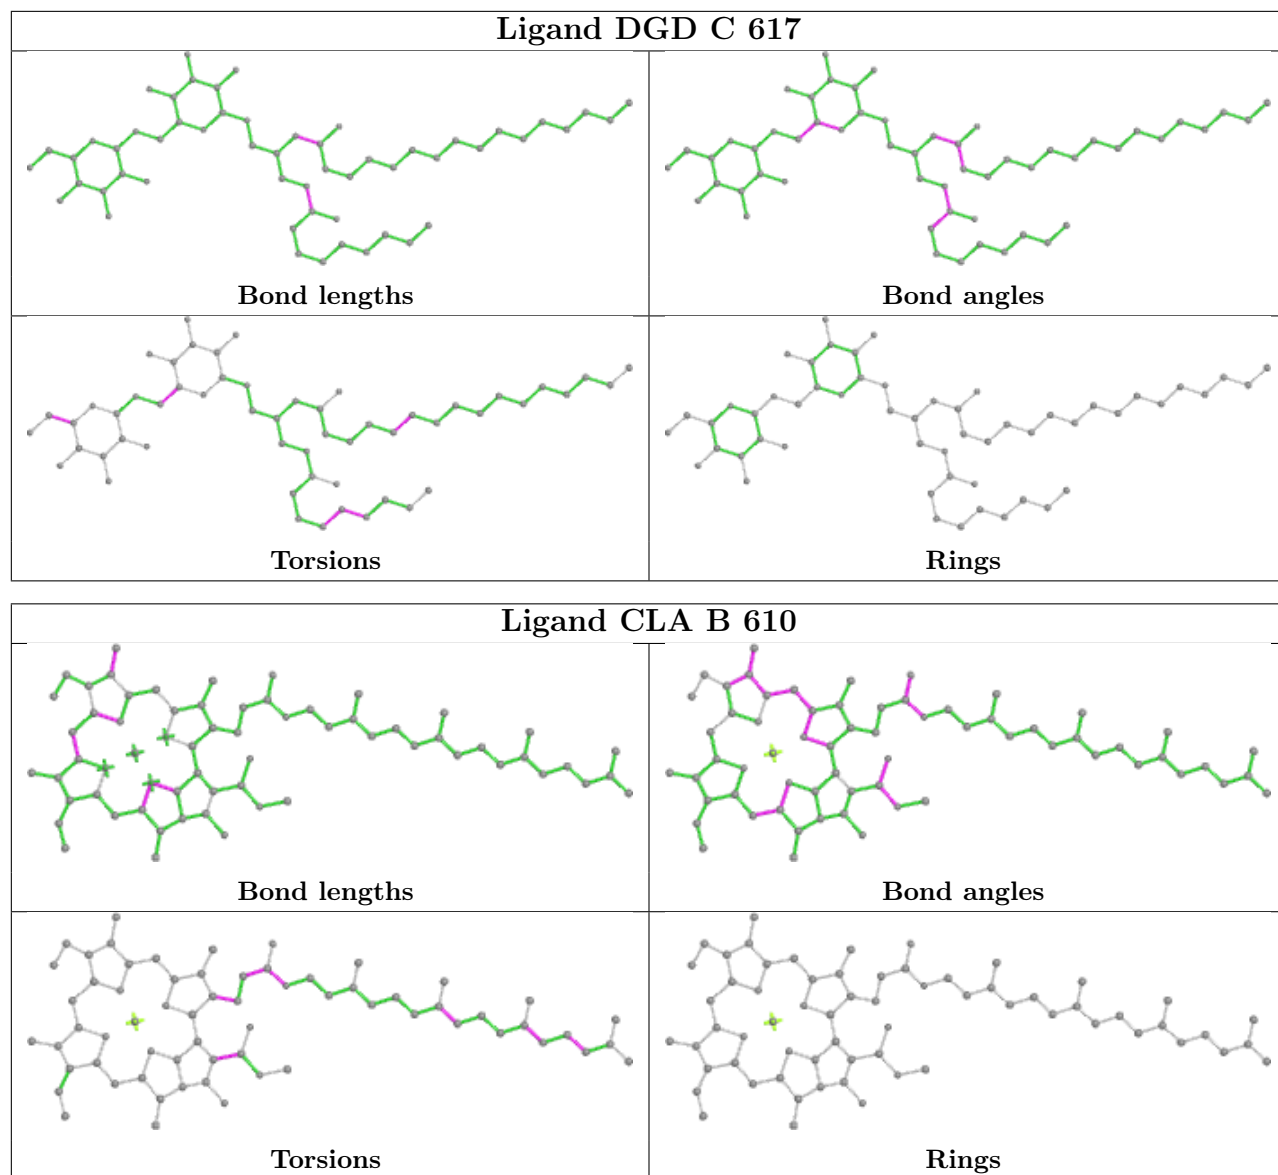 Ligand DGD C 617
Bond lengths
Bond angles
Torsions
Rings
Ligand CLA B 610
Bond lengths
Bond angles
Torsions
Rings